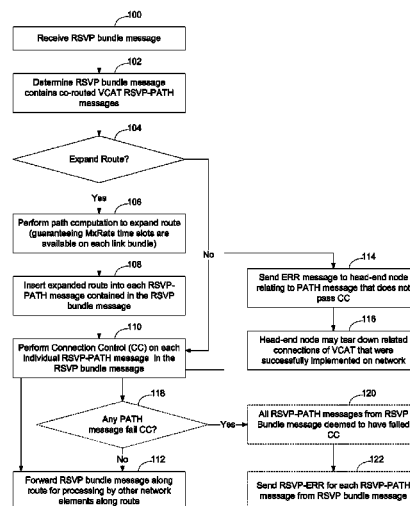 100
Receive RSVP bundle message
102
Determine RSVP bundle message
contains co-routed VCAT RSVP-PATH
messages
104
Expand Route?
Yes
No
106
Perform path computation to expand route
(guaranteeing MxRate time slots are
available on each link bundle)
108
Insert expanded route into each RSVP-
PATH message contained in the RSVP
bundle message
110
Perform Connection Control (CC) on each
individual RSVP-PATH message in the
RSVP bundle message
114
Send ERR message to head-end node
relating to PATH message that does not
pass CC
116
Head-end node may tear down related
connections of VCAT that were
successfully implemented on network
118
Any PATH
message fail CC?
Yes
No
120
All RSVP-PATH messages from RSVP
Bundle message deemed to have failed
CC
112
Forward RSVP bundle message along
route for processing by other network
elements along route
122
Send RSVP-ERR for each RSVP-PATH
message from RSVP bundle message